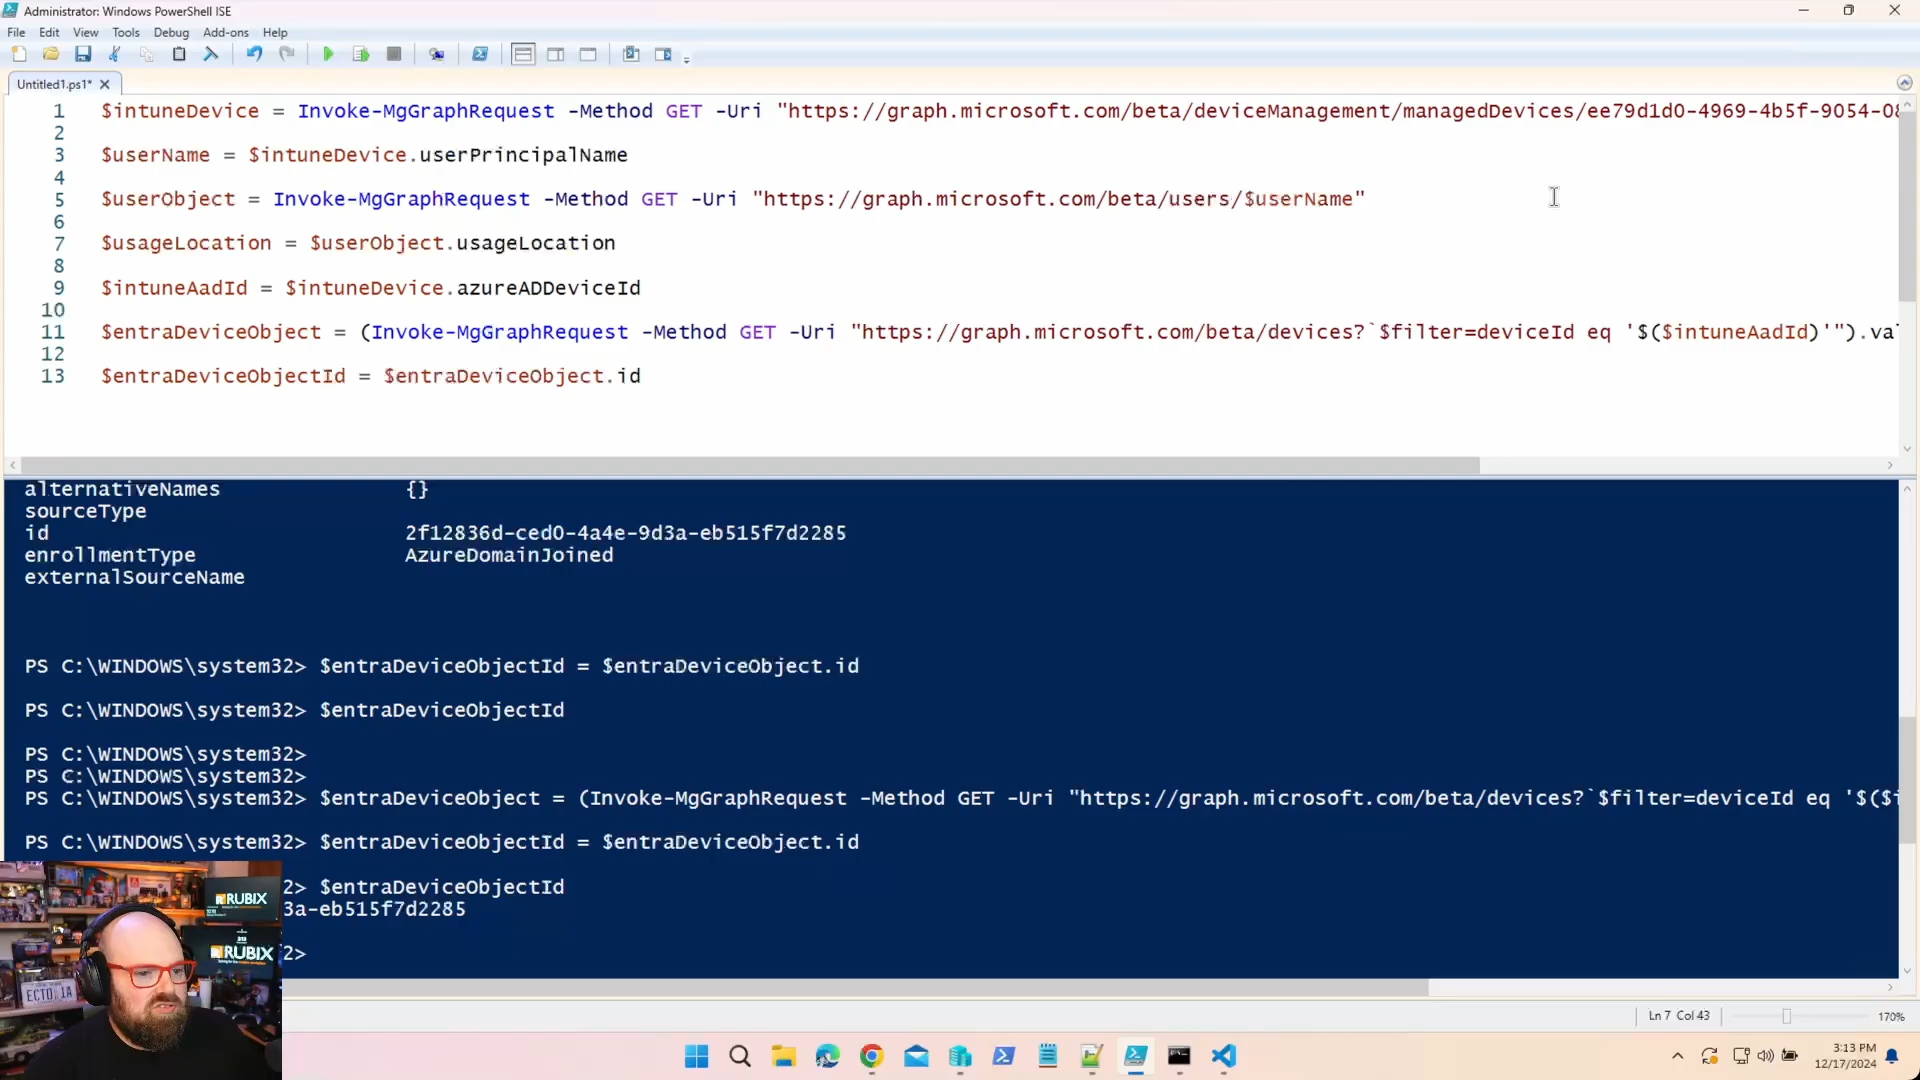 Administrator: Windows PowerShell ISE
File Edit View Tools Debug Add-ons Help
Untitled1.ps1*
1 $intuneDevice = Invoke-MgGraphRequest -Method GET -Uri "https://graph.microsoft.com/beta/deviceManagement/managedDevices/ee79d1d0-4969-4b5f-9054-08
2
3 $userName = $intuneDevice.userPrincipalName
4
5 $userObject = Invoke-MgGraphRequest -Method GET -Uri "https://graph.microsoft.com/beta/users/$userName"
6
7 $usageLocation = $userObject.usageLocation
8
9 $intuneAadId = $intuneDevice.azureADDeviceId
10
11 $entraDeviceObject = (Invoke-MgGraphRequest -Method GET -Uri "https://graph.microsoft.com/beta/devices?`$filter=deviceId eq '$($intuneAadId)'").va
12
13 $entraDeviceObjectId = $entraDeviceObject.id
alternativeNames {}
sourceType
id 2f12836d-ced0-4a4e-9d3a-eb515f7d2285
enrollmentType AzureDomainJoined
externalSourceName
PS C:\WINDOWS\system32> $entraDeviceObjectId = $entraDeviceObject.id
PS C:\WINDOWS\system32> $entraDeviceObjectId
PS C:\WINDOWS\system32>
PS C:\WINDOWS\system32>
PS C:\WINDOWS\system32> $entraDeviceObject = (Invoke-MgGraphRequest -Method GET -Uri "https://graph.microsoft.com/beta/devices?`$filter=deviceId eq '$($i
PS C:\WINDOWS\system32> $entraDeviceObjectId = $entraDeviceObject.id
2> $entraDeviceObjectId
3a-eb515f7d2285
2>
RUBIX
RUBIX
ECTO 1A
Ln 7 Col 43
170%
3:13 PM
12/17/2024